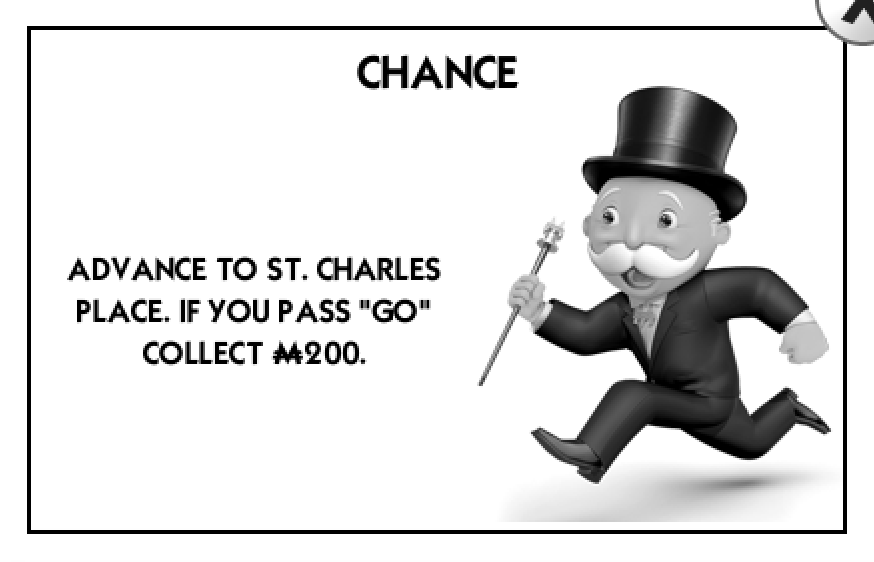 CHANCE
ADVANCE TO ST. CHARLES
PLACE. IF YOU PASS "GO"
COLLECT ₩200.